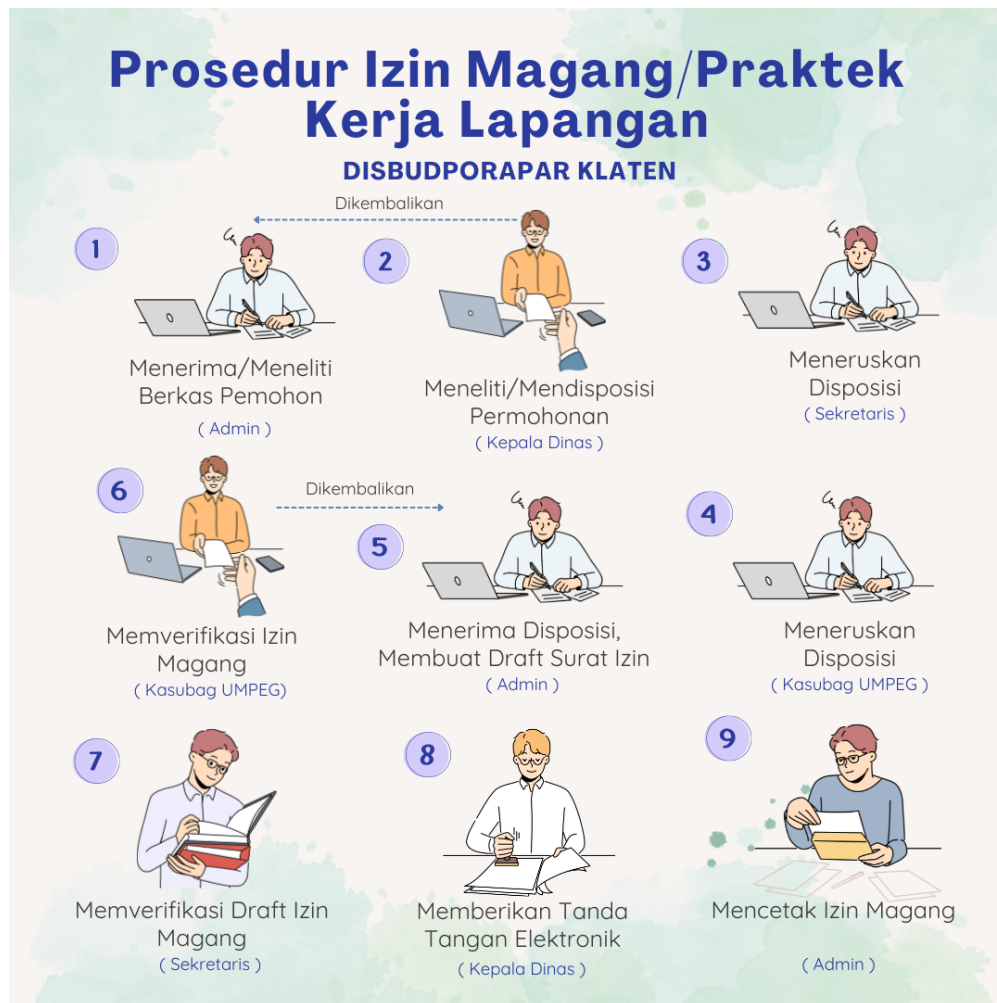 Prosedur Izin Magang/Praktek
Kerja Lapangan
DISBUDPORAPAR KLATEN
Dikembalikan
1
Menerima/Meneliti
Berkas Pemohon
( Admin )
2
Meneliti/Mendisposisi
Permohonan
( Kepala Dinas )
3
Meneruskan
Disposisi
( Sekretaris )
4
Meneruskan
Disposisi
( Kasubag UMPEG )
5
Menerima Disposisi,
Membuat Draft Surat Izin
( Admin )
Dikembalikan
6
Memverifikasi Izin
Magang
( Kasubag UMPEG)
7
Memverifikasi Draft Izin
Magang
( Sekretaris )
8
Memberikan Tanda
Tangan Elektronik
( Kepala Dinas )
9
Mencetak Izin Magang
( Admin )